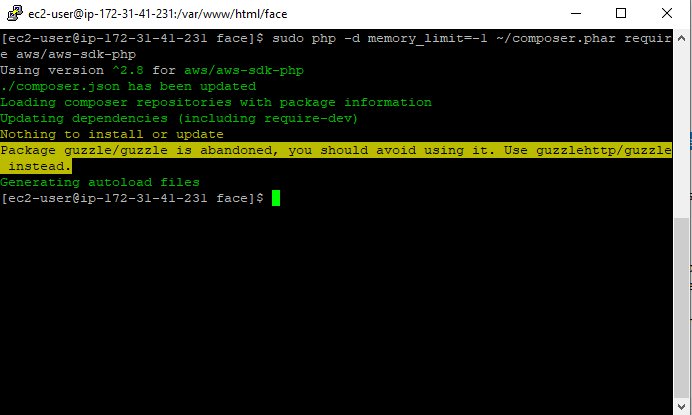 ec2-user@ip-172-31-41-231:/var/www/html/face
[ec2-user@ip-172-31-41-231 face]$ sudo php -d memory_limit=-1 ~/composer.phar requir
e aws/aws-sdk-php
Using version ^2.8 for aws/aws-sdk-php
./composer.json has been updated
Loading composer repositories with package information
Updating dependencies (including require-dev)
Nothing to install or update
Package guzzle/guzzle is abandoned, you should avoid using it. Use guzzlehttp/guzzle
 instead.
Generating autoload files
[ec2-user@ip-172-31-41-231 face]$